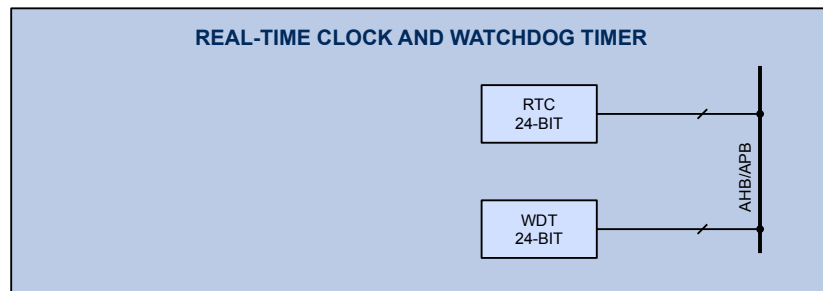 REAL-TIME CLOCK AND WATCHDOG TIMER
RTC
24-BIT
AHB/APB
WDT
24-BIT